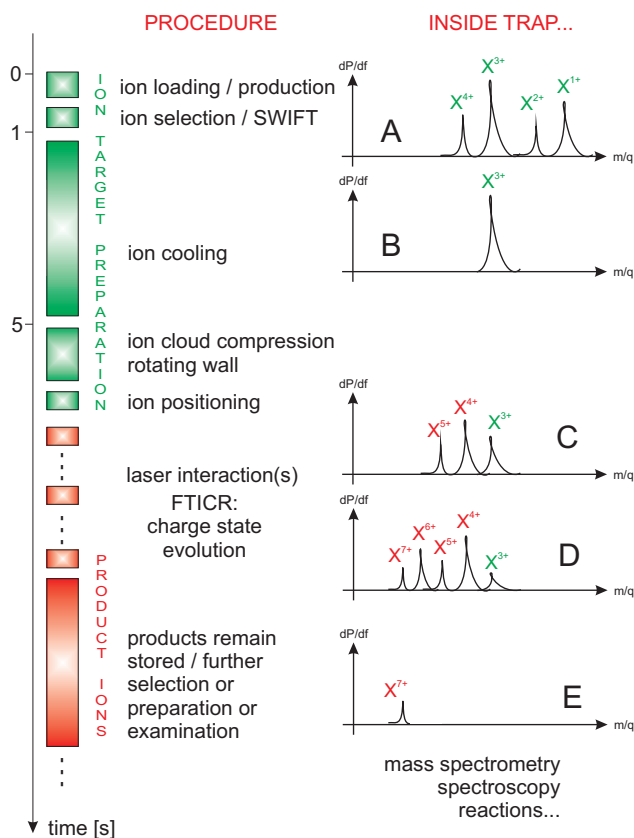 PROCEDURE
INSIDE TRAP...
0
1
5
time [s]
ION TARGET PREPARATION
PRODUCT IONS
ion loading / production
ion selection / SWIFT
ion cooling
ion cloud compression
rotating wall
ion positioning
laser interaction(s)
FTICR:
charge state
evolution
products remain
stored / further
selection or
preparation or
examination
dP/df
X⁴⁺ X³⁺ X²⁺ X¹⁺
A
m/q
dP/df
X³⁺
B
m/q
dP/df
X⁵⁺ X⁴⁺ X³⁺
C
m/q
dP/df
X⁷⁺ X⁶⁺ X⁵⁺ X⁴⁺ X³⁺
D
m/q
dP/df
X⁷⁺
E
m/q
mass spectrometry
spectroscopy
reactions...